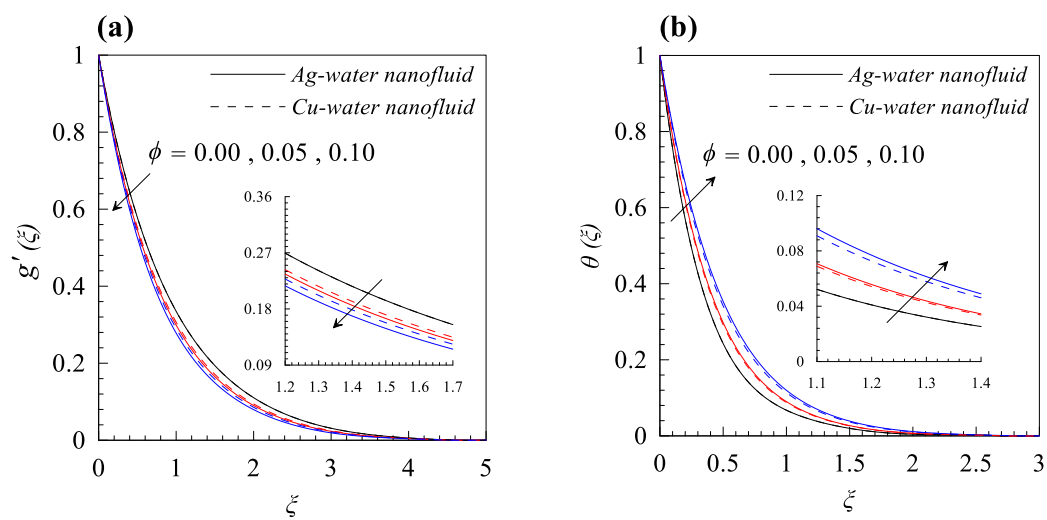 (a)
1
0.8
0.6
0.4
0.2
0
g′(ξ)
Ag-water nanofluid
Cu-water nanofluid
ϕ = 0.00 , 0.05 , 0.10
0.36
0.27
0.18
0.09
1.2 1.3 1.4 1.5 1.6 1.7
0 1 2 3 4 5
ξ
(b)
1
0.8
0.6
0.4
0.2
0
θ (ξ)
Ag-water nanofluid
Cu-water nanofluid
ϕ = 0.00 , 0.05 , 0.10
0.12
0.08
0.04
0
1.1 1.2 1.3 1.4
0 0.5 1 1.5 2 2.5 3
ξ